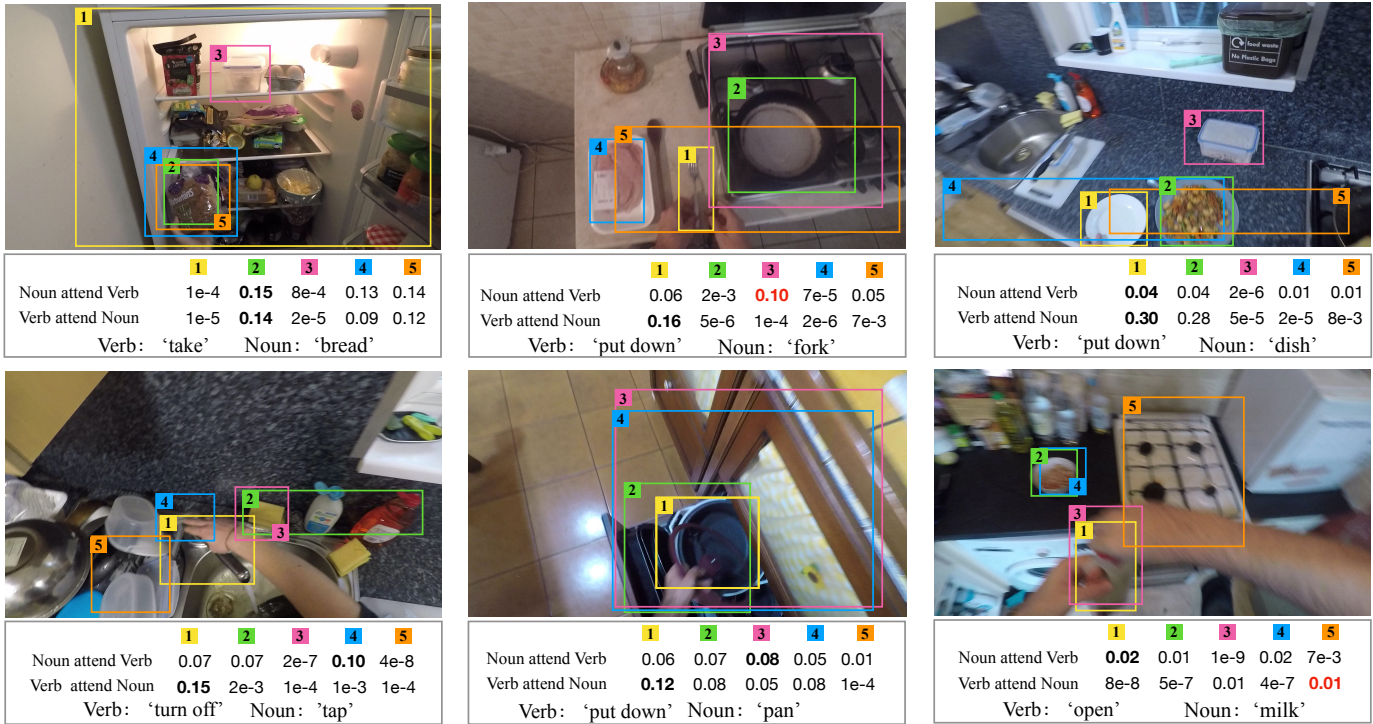 1
3
4
2
5
1 2 3 4 5
Noun attend Verb 1e-4 0.15 8e-4 0.13 0.14
Verb attend Noun 1e-5 0.14 2e-5 0.09 0.12
Verb: 'take' Noun: 'bread'
3
2
5
4
1
1 2 3 4 5
Noun attend Verb 0.06 2e-3 0.10 7e-5 0.05
Verb attend Noun 0.16 5e-6 1e-4 2e-6 7e-3
Verb: 'put down' Noun: 'fork'
food waste
No Plastic Bags
3
4
2
5
1
1 2 3 4 5
Noun attend Verb 0.04 0.04 2e-6 0.01 0.01
Verb attend Noun 0.30 0.28 5e-5 2e-5 8e-3
Verb: 'put down' Noun: 'dish'
4
2
1
3
5
1 2 3 4 5
Noun attend Verb 0.07 0.07 2e-7 0.10 4e-8
Verb attend Noun 0.15 2e-3 1e-4 1e-3 1e-4
Verb: 'turn off' Noun: 'tap'
3
4
2
1
1 2 3 4 5
Noun attend Verb 0.06 0.07 0.08 0.05 0.01
Verb attend Noun 0.12 0.08 0.05 0.08 1e-4
Verb: 'put down' Noun: 'pan'
5
2
4
3
1
1 2 3 4 5
Noun attend Verb 0.02 0.01 1e-9 0.02 7e-3
Verb attend Noun 8e-8 5e-7 0.01 4e-7 0.01
Verb: 'open' Noun: 'milk'